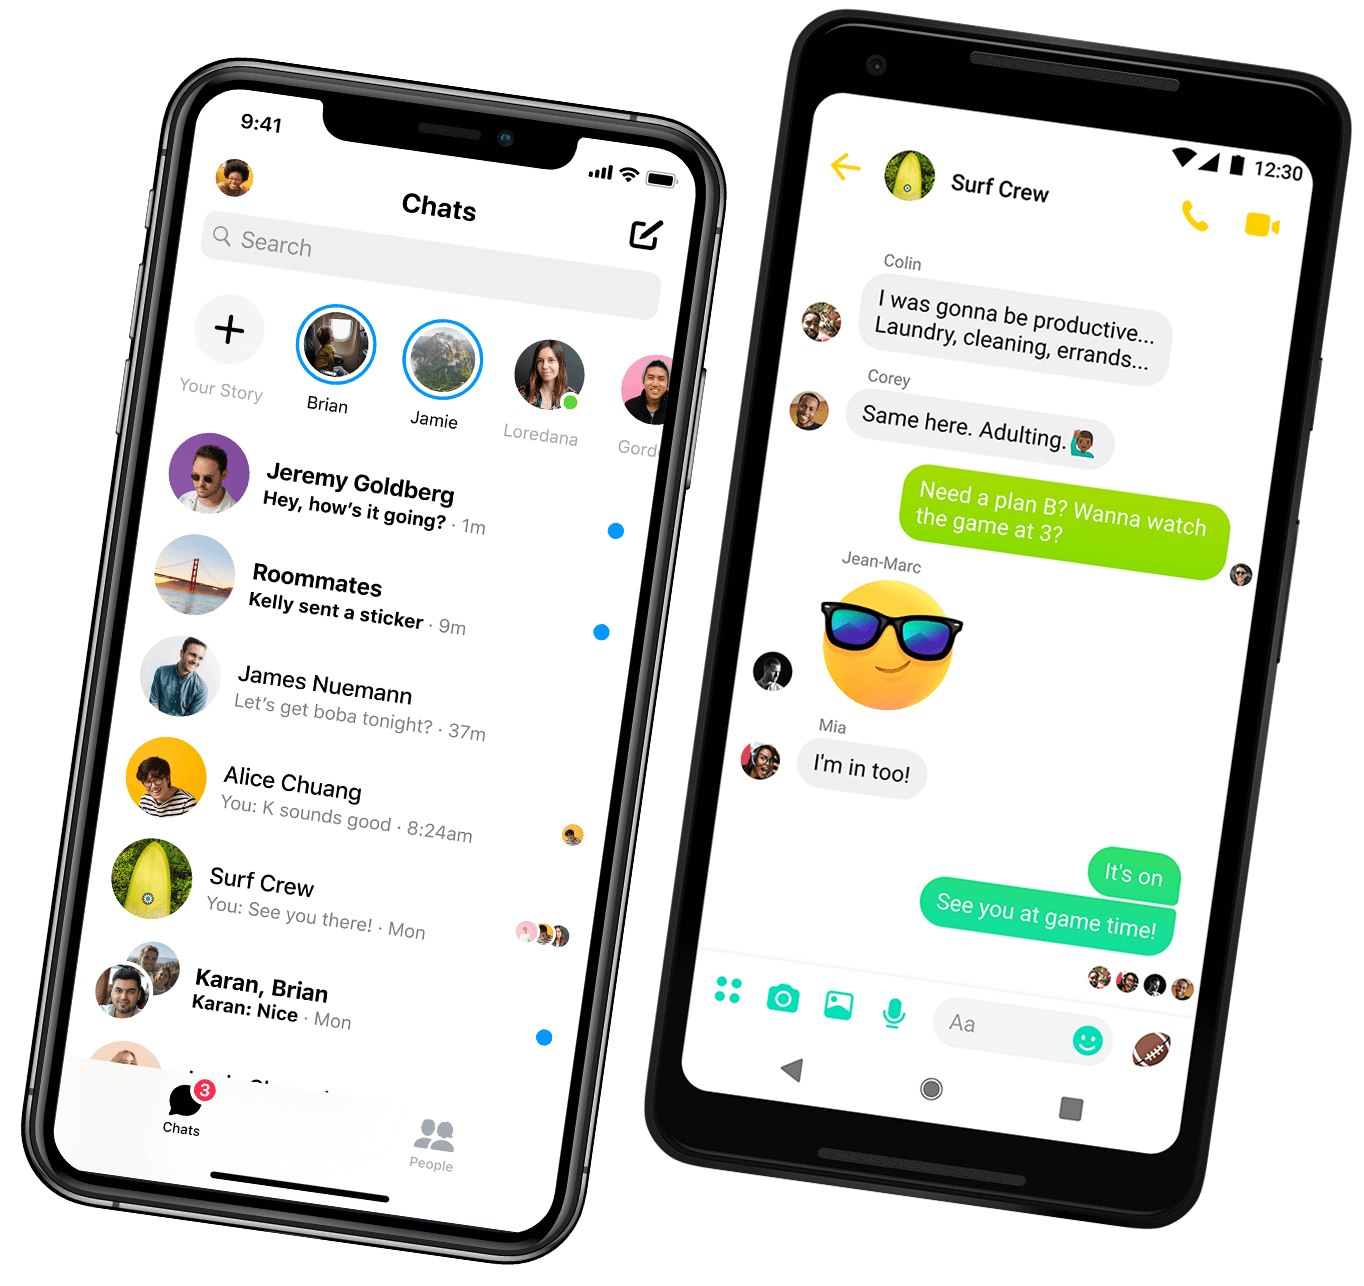 9:41
Chats
Search
Your Story
Brian
Jamie
Loredana
Jeremy Goldberg
Hey, how's it going? · 1m
Roommates
Kelly sent a sticker · 9m
James Nuemann
Let's get boba tonight? · 37m
Alice Chuang
You: K sounds good · 8:24am
Surf Crew
You: See you there! · Mon
Karan, Brian
Karan: Nice · Mon
3
Chats
People
12:30
Surf Crew
Colin
I was gonna be productive...
Laundry, cleaning, errands...
Corey
Same here. Adulting.
Need a plan B? Wanna watch
the game at 3?
Jean-Marc
Mia
I'm in too!
It's on
See you at game time!
Aa